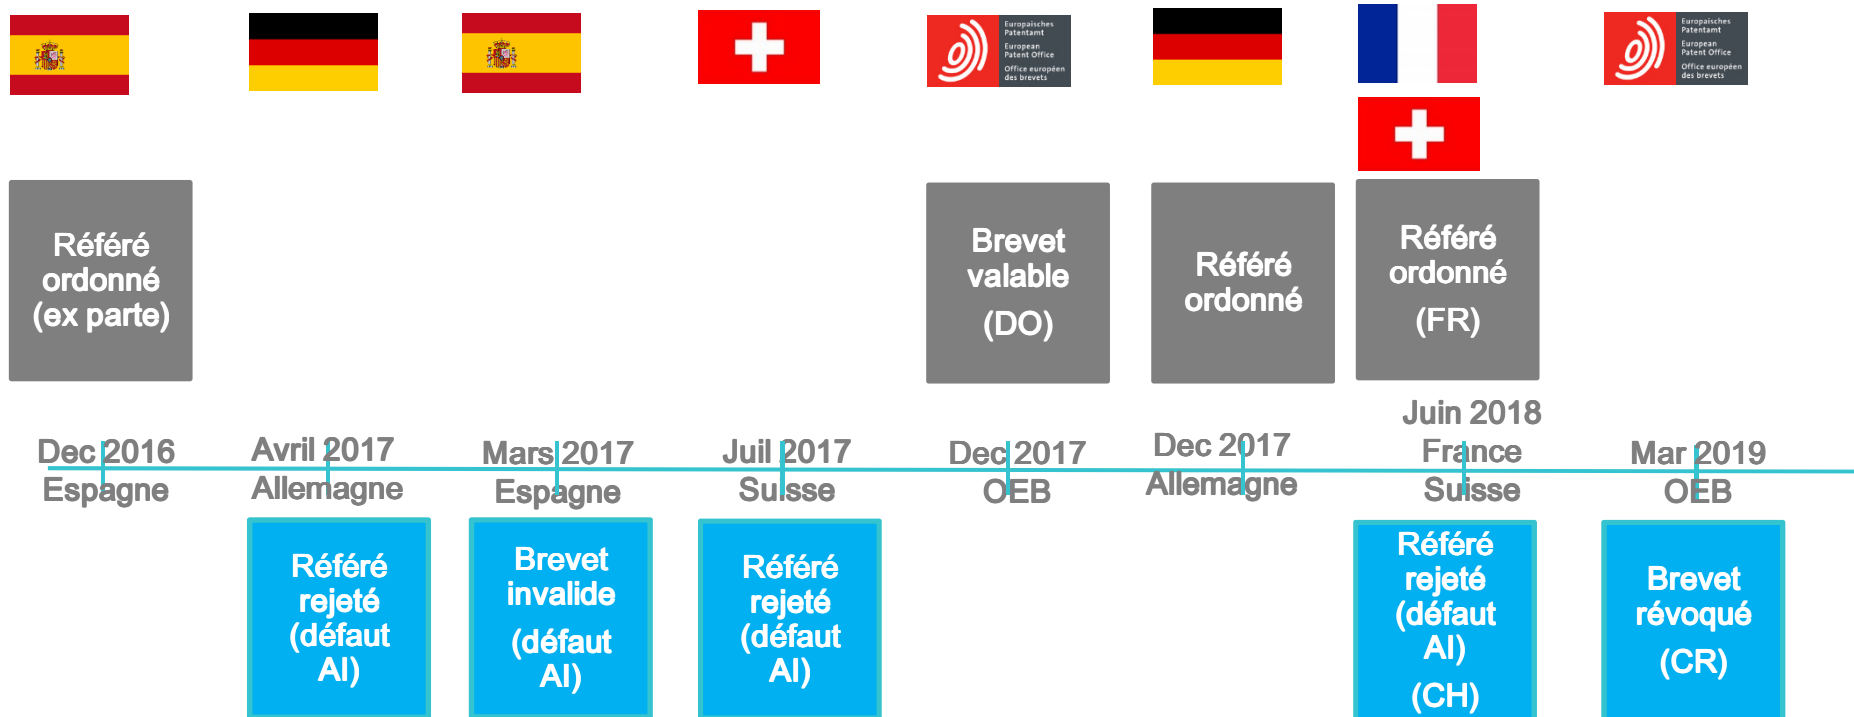 Europäisches
Patentamt
European
Patent Office
Office européen
des brevets
Europäisches
Patentamt
European
Patent Office
Office européen
des brevets
Référé
ordonné
(ex parte)
Brevet
valable
(DO)
Référé
ordonné
Référé
ordonné
(FR)
Dec 2016
Espagne
Avril 2017
Allemagne
Mars 2017
Espagne
Juil 2017
Suisse
Dec 2017
OEB
Dec 2017
Allemagne
Juin 2018
France
Suisse
Mar 2019
OEB
Référé
rejeté
(défaut
AI)
Brevet
invalide
(défaut
AI)
Référé
rejeté
(défaut
AI)
Référé
rejeté
(défaut
AI)
(CH)
Brevet
révoqué
(CR)